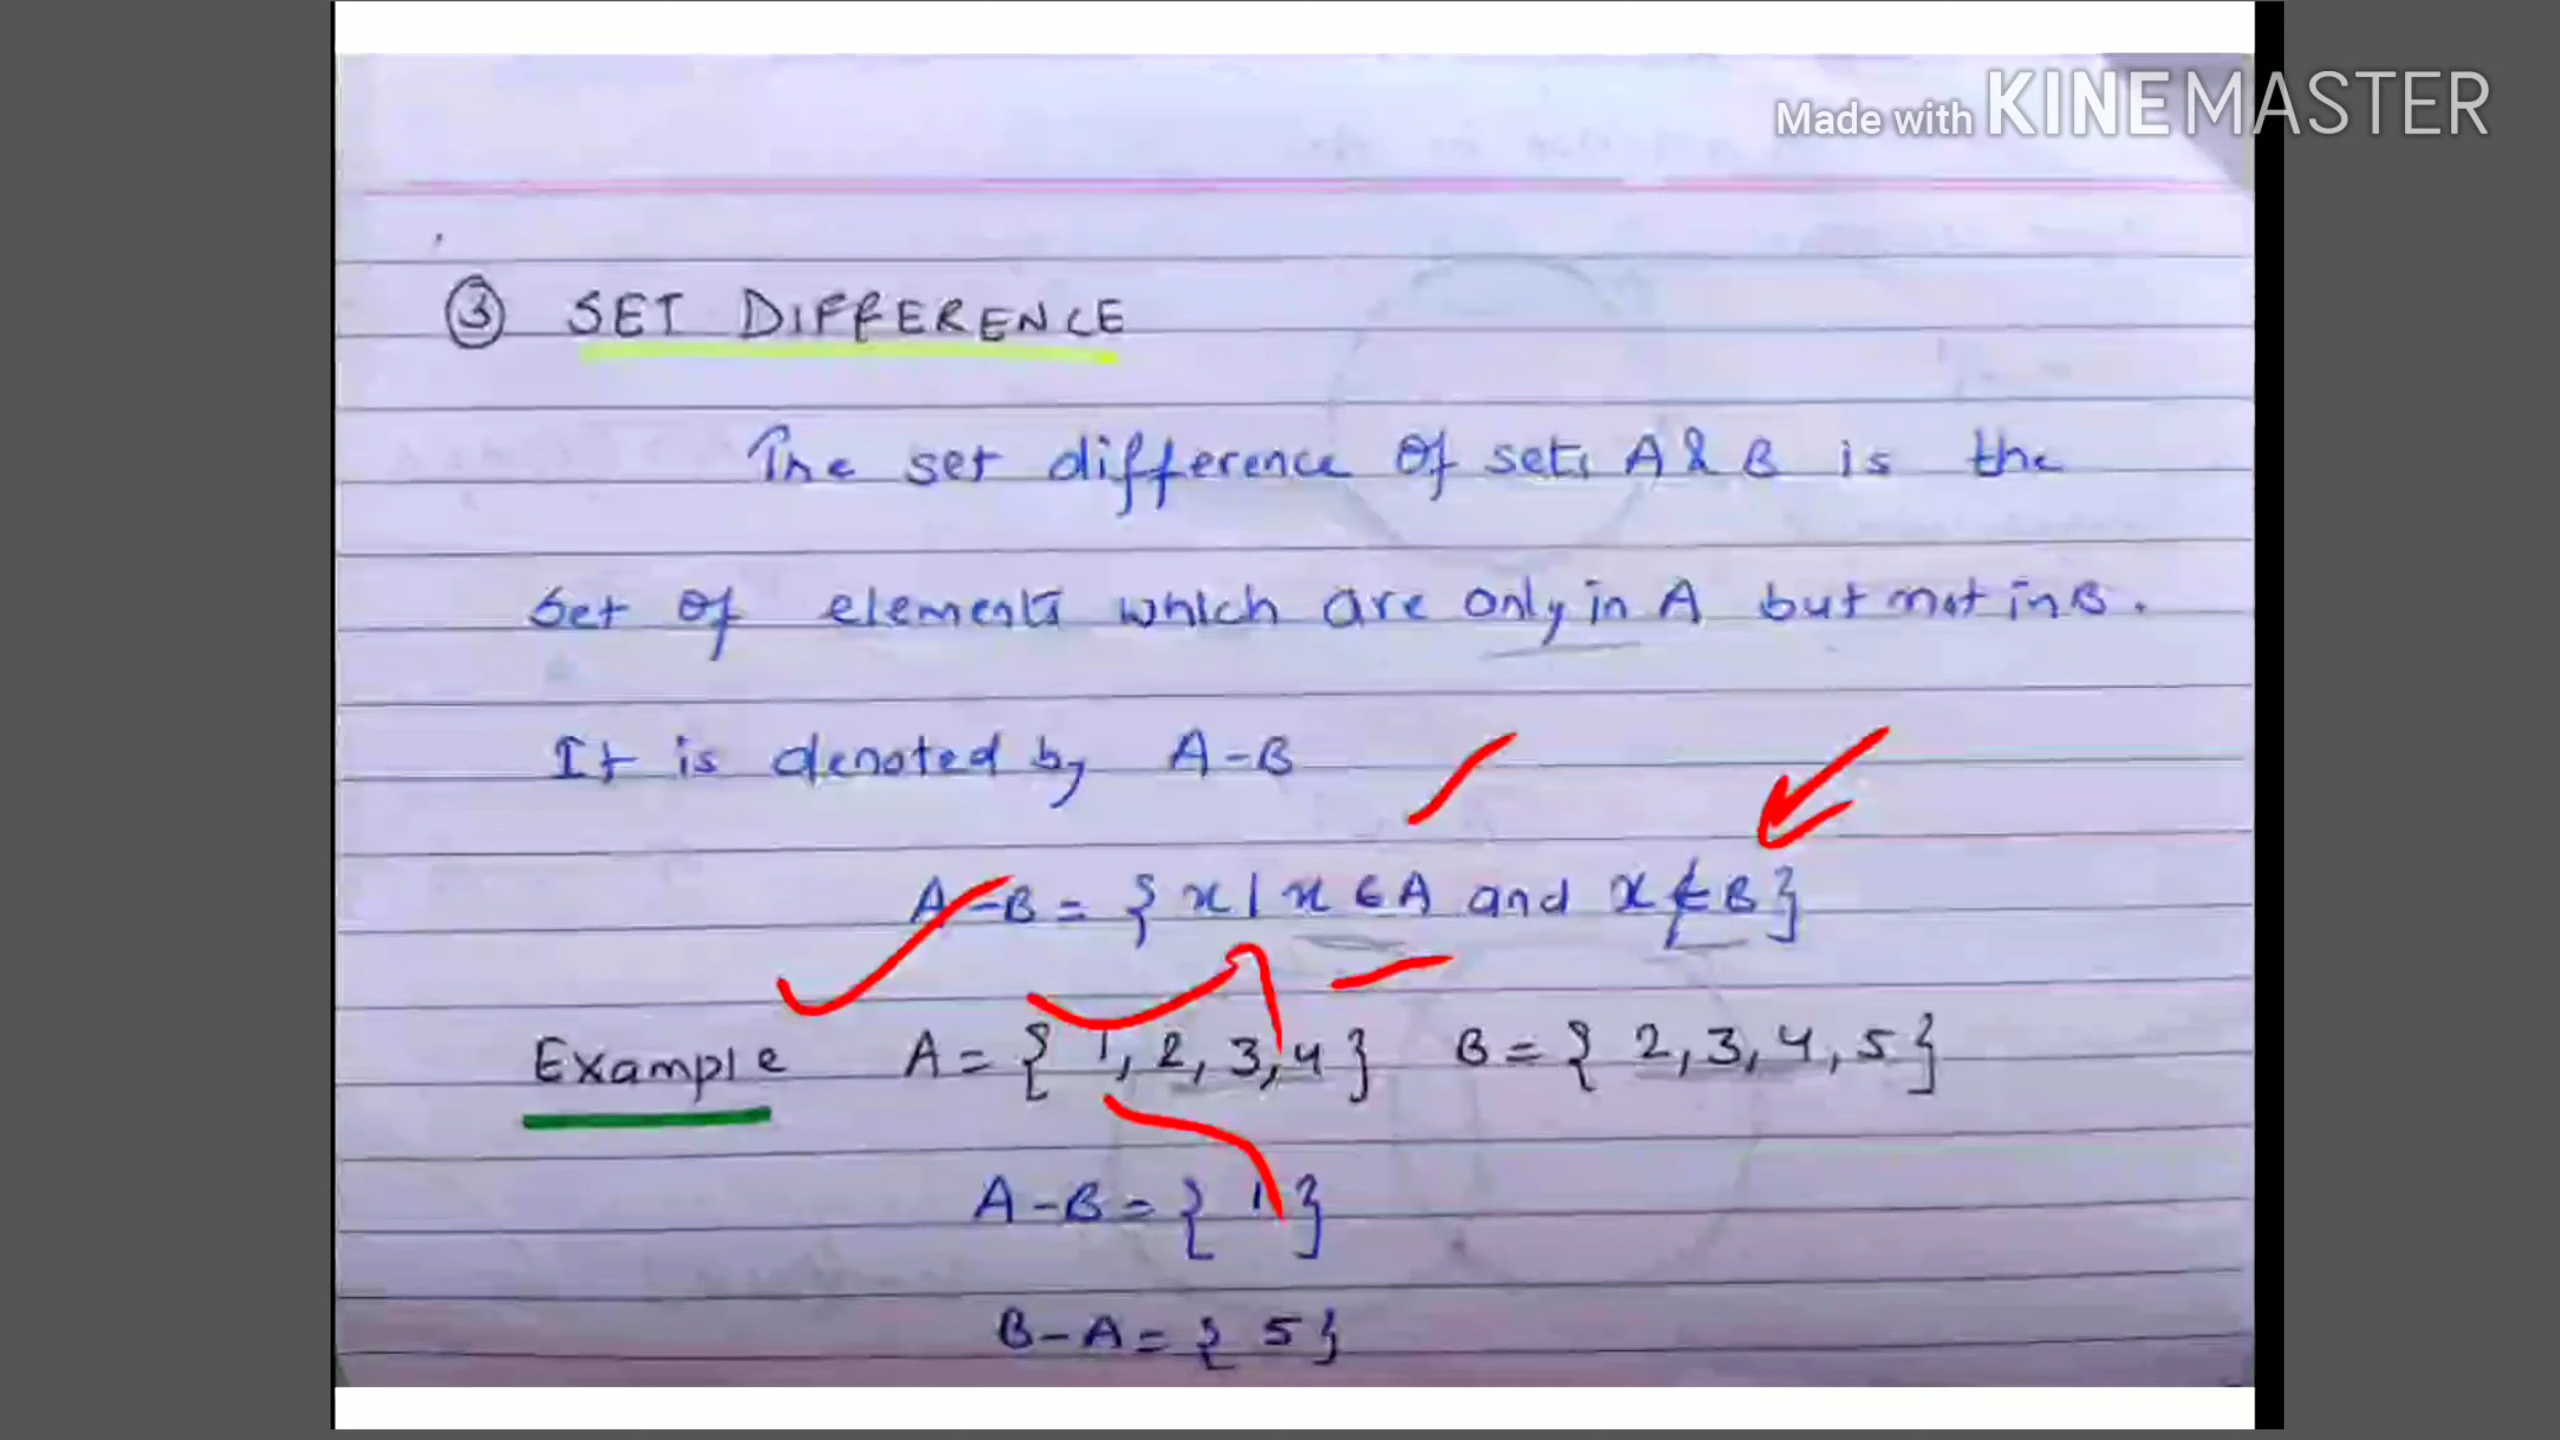 Made with KINEMASTER
③ SET DIFFERENCE
The set difference of sets A & B is the
set of elements which are only in A but not in B.
It is denoted by A-B
A-B = {x | x ∈ A and x ∉ B}
Example A = { 1, 2, 3, 4 } B = { 2, 3, 4, 5 }
A-B = { 1 }
B-A = { 5 }